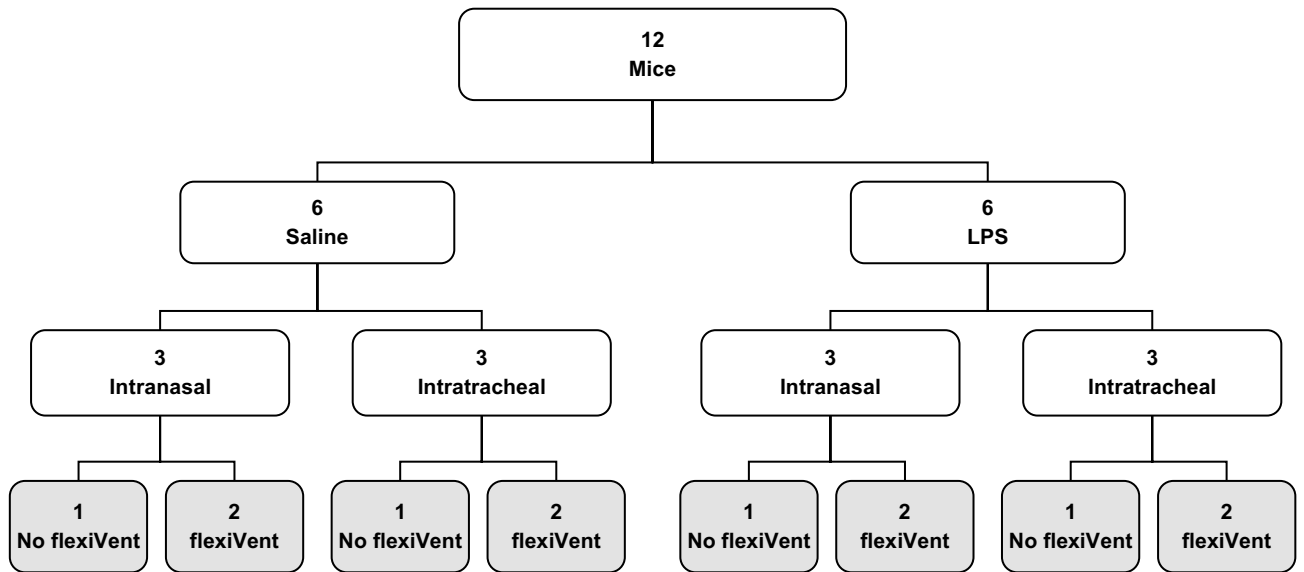 12
Mice
6
Saline
6
LPS
3
Intranasal
3
Intratracheal
3
Intranasal
3
Intratracheal
1
No flexiVent
2
flexiVent
1
No flexiVent
2
flexiVent
1
No flexiVent
2
flexiVent
1
No flexiVent
2
flexiVent